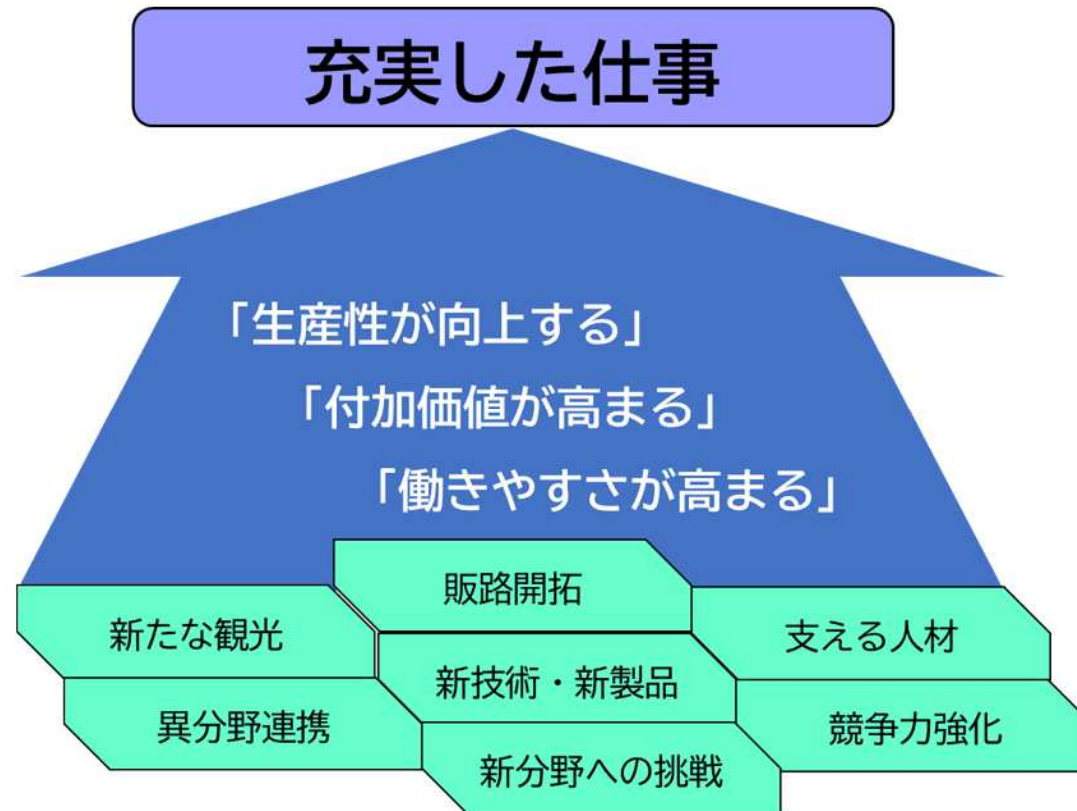 充実した仕事
「生産性が向上する」
「付加価値が高まる」
「働きやすさが高まる」
販路開拓
新たな観光
支える人材
新技術・新製品
異分野連携
競争力強化
新分野への挑戦